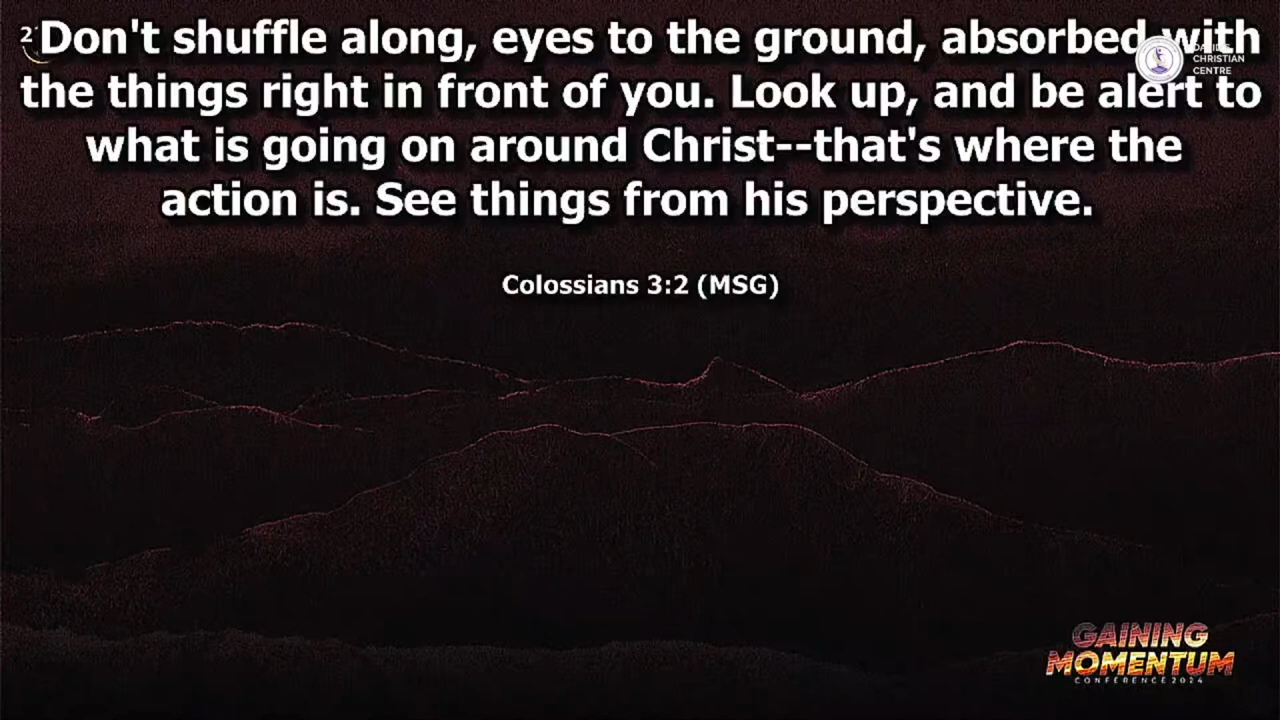 2 Don't shuffle along, eyes to the ground, absorbed with
the things right in front of you. Look up, and be alert to
what is going on around Christ--that's where the
action is. See things from his perspective.
Colossians 3:2 (MSG)
CHRISTIAN
CENTRE
GAINING
MOMENTUM
CONFERENCE 2024